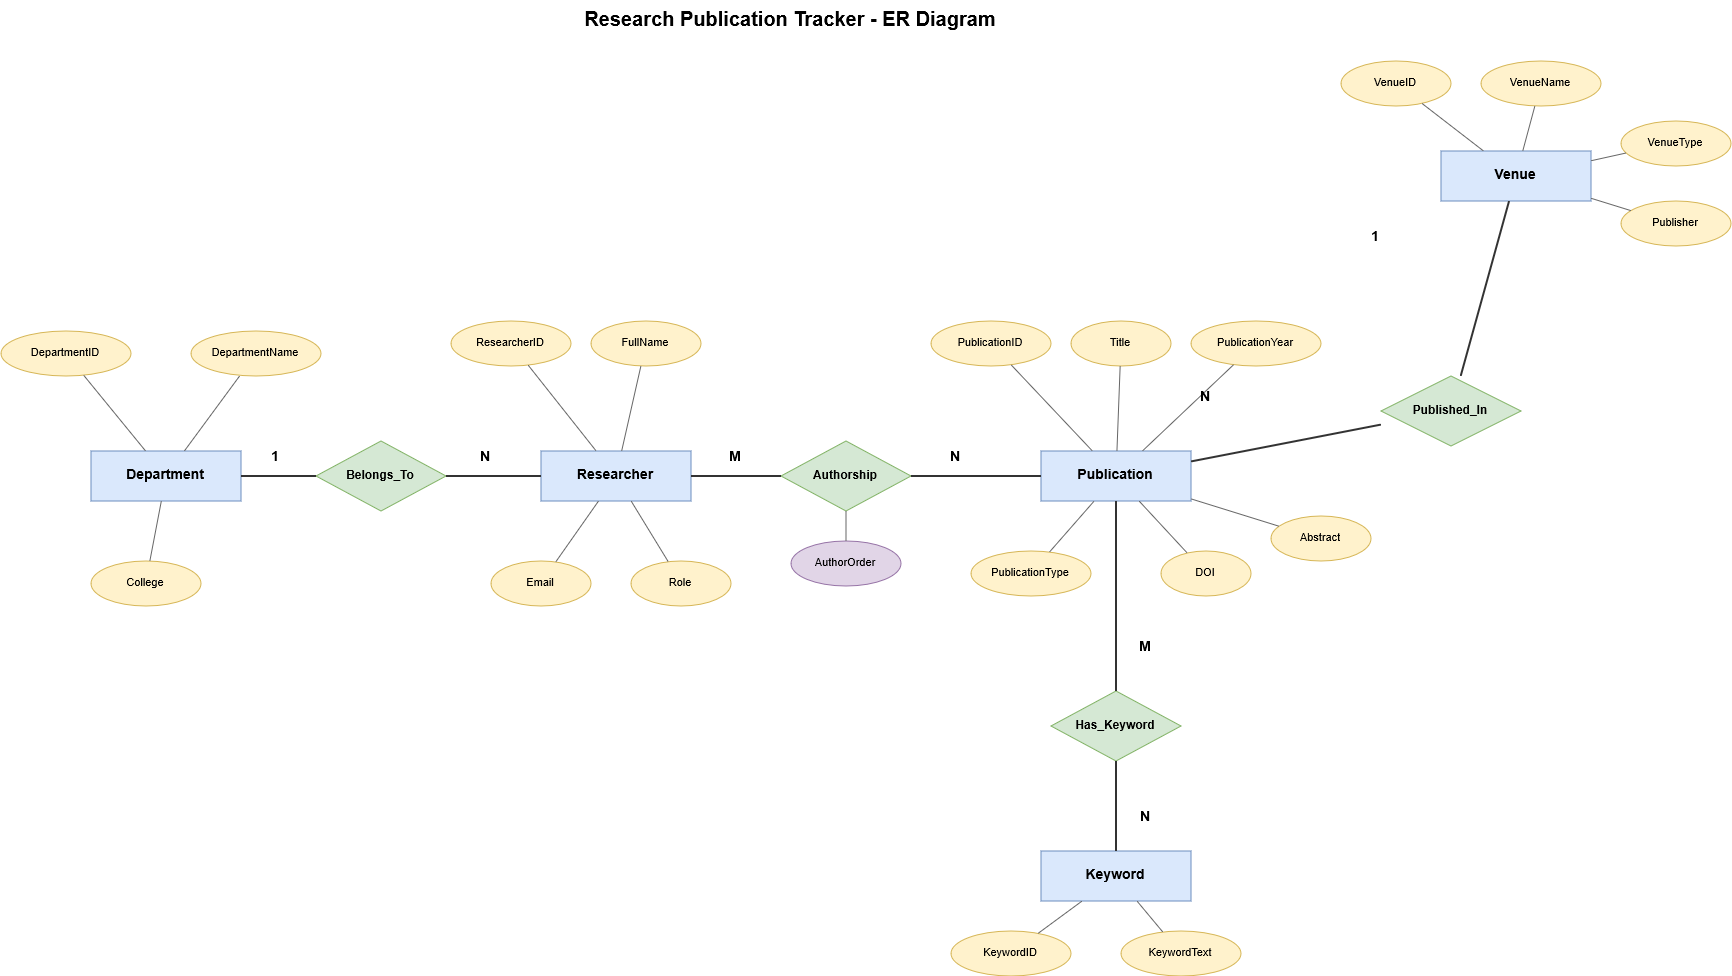 Research Publication Tracker - ER Diagram
VenueID
VenueName
VenueType
Venue
Publisher
1
DepartmentID
DepartmentName
ResearcherID
FullName
PublicationID
Title
PublicationYear
N
Published_In
Department
1
Belongs_To
N
Researcher
M
Authorship
N
Publication
College
Email
Role
AuthorOrder
PublicationType
DOI
Abstract
M
Has_Keyword
N
Keyword
KeywordID
KeywordText